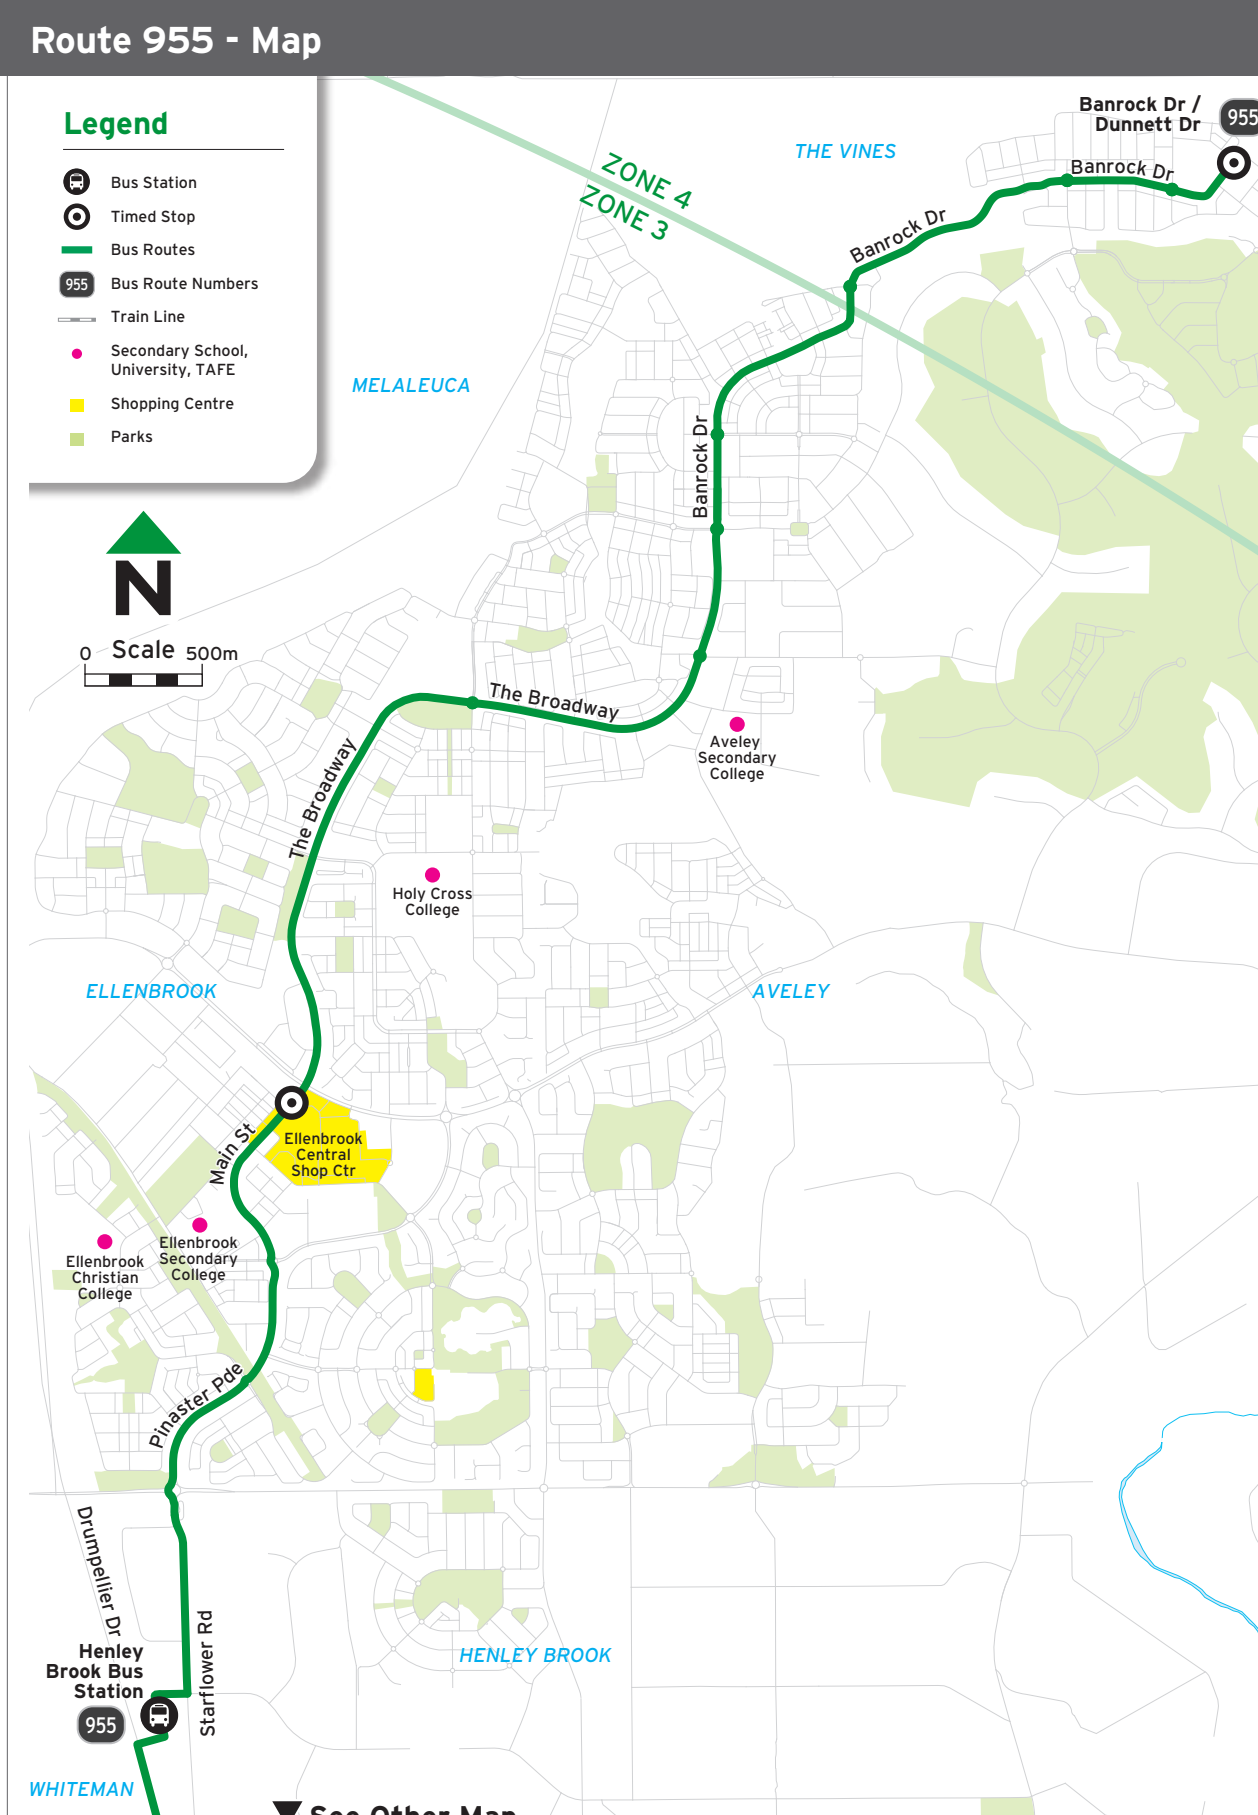 Route 955 - Map
Legend
Bus Station
Timed Stop
Bus Routes
955
Bus Route Numbers
Train Line
Secondary School,
University, TAFE
Shopping Centre
Parks
N
0 Scale 500m
Banrock Dr /
Dunnett Dr
955
THE VINES
ZONE 4
ZONE 3
Banrock Dr
Banrock Dr
MELALEUCA
Banrock Dr
The Broadway
The Broadway
Aveley
Secondary
College
Holy Cross
College
ELLENBROOK
AVELEY
Main St
Ellenbrook
Central
Shop Ctr
Ellenbrook
Secondary
College
Ellenbrook
Christian
College
Pinaster Pde
Drumpellier Dr
Starflower Rd
Henley
Brook Bus
Station
955
HENLEY BROOK
WHITEMAN
See Other Map